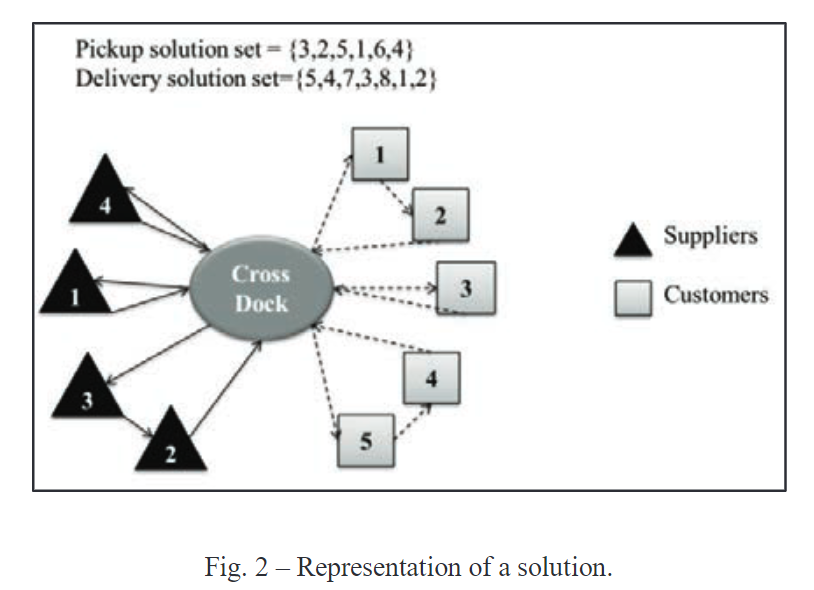 Pickup solution set = {3,2,5,1,6,4}
Delivery solution set={5,4,7,3,8,1,2}
1
4
2
Suppliers
Cross
Dock
3
1
Customers
4
3
5
2
Fig. 2 – Representation of a solution.